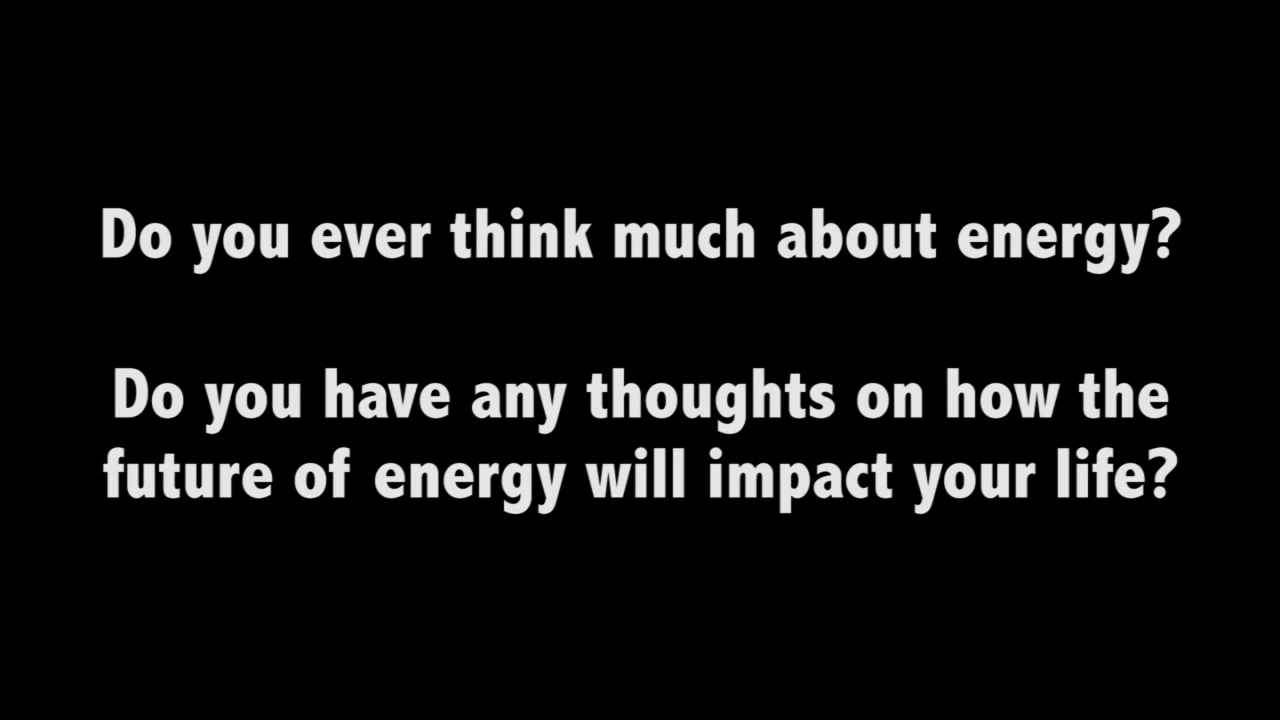 Do you ever think much about energy?
Do you have any thoughts on how the
future of energy will impact your life?